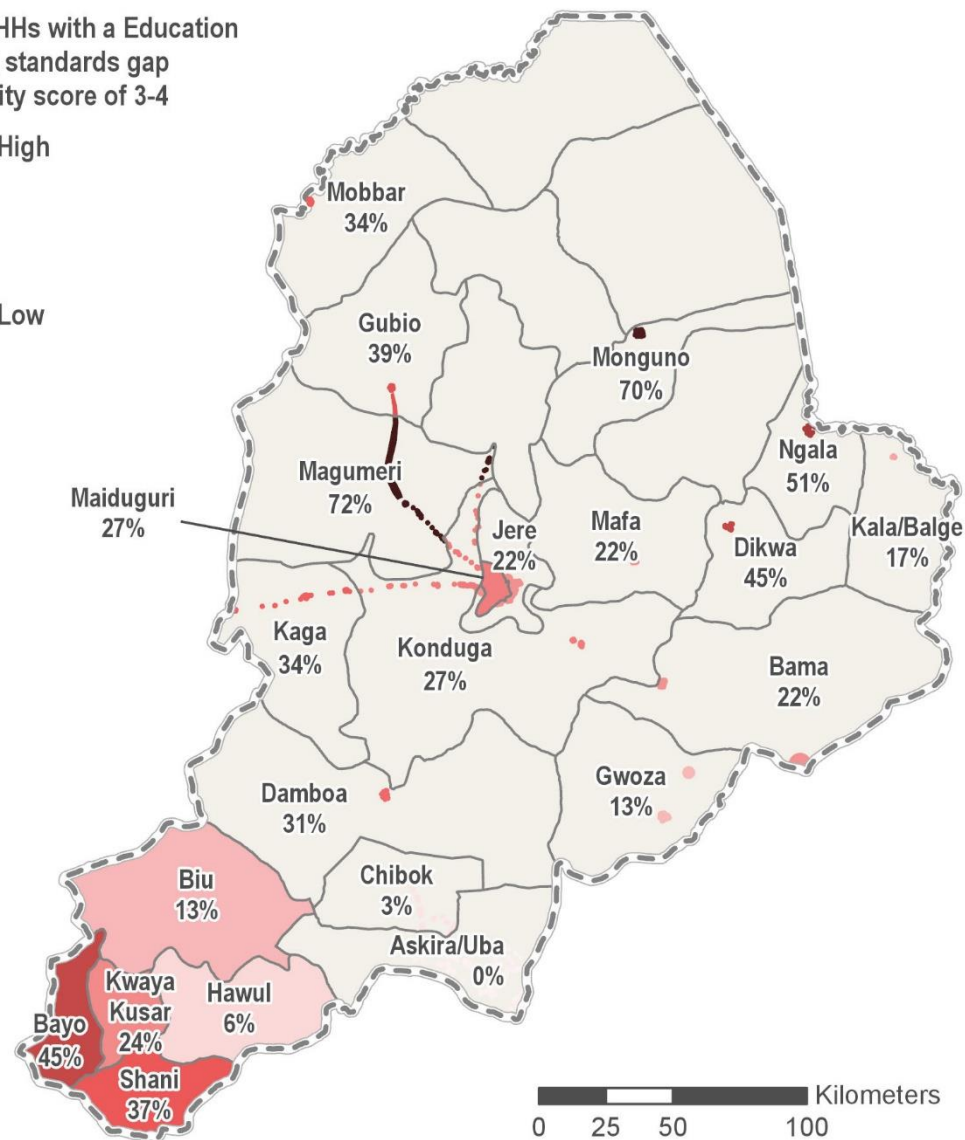 HHs with a Education
standards gap
ity score of 3-4
High
Low
Mobbar
34%
Gubio
39%
Monguno
70%
Magumeri
72%
Ngala
51%
Maiduguri
27%
Jere
22%
Mafa
22%
Dikwa
45%
Kala/Balge
17%
Kaga
34%
Konduga
27%
Bama
22%
Damboa
31%
Gwoza
13%
Biu
13%
Chibok
3%
Askira/Uba
0%
Kwaya
Kusar
24%
Hawul
6%
Bayo
45%
Shani
37%
Kilometers
0 25 50 100